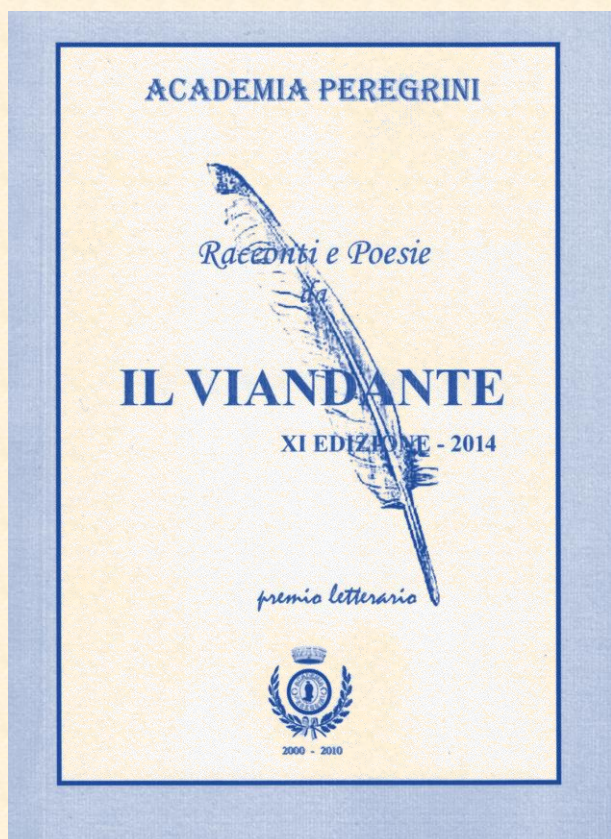 ACADEMIA PEREGRINI
Racconti e Poesie
da
IL VIANDANTE
XI EDIZIONE - 2014
premio letterario
2000 - 2010